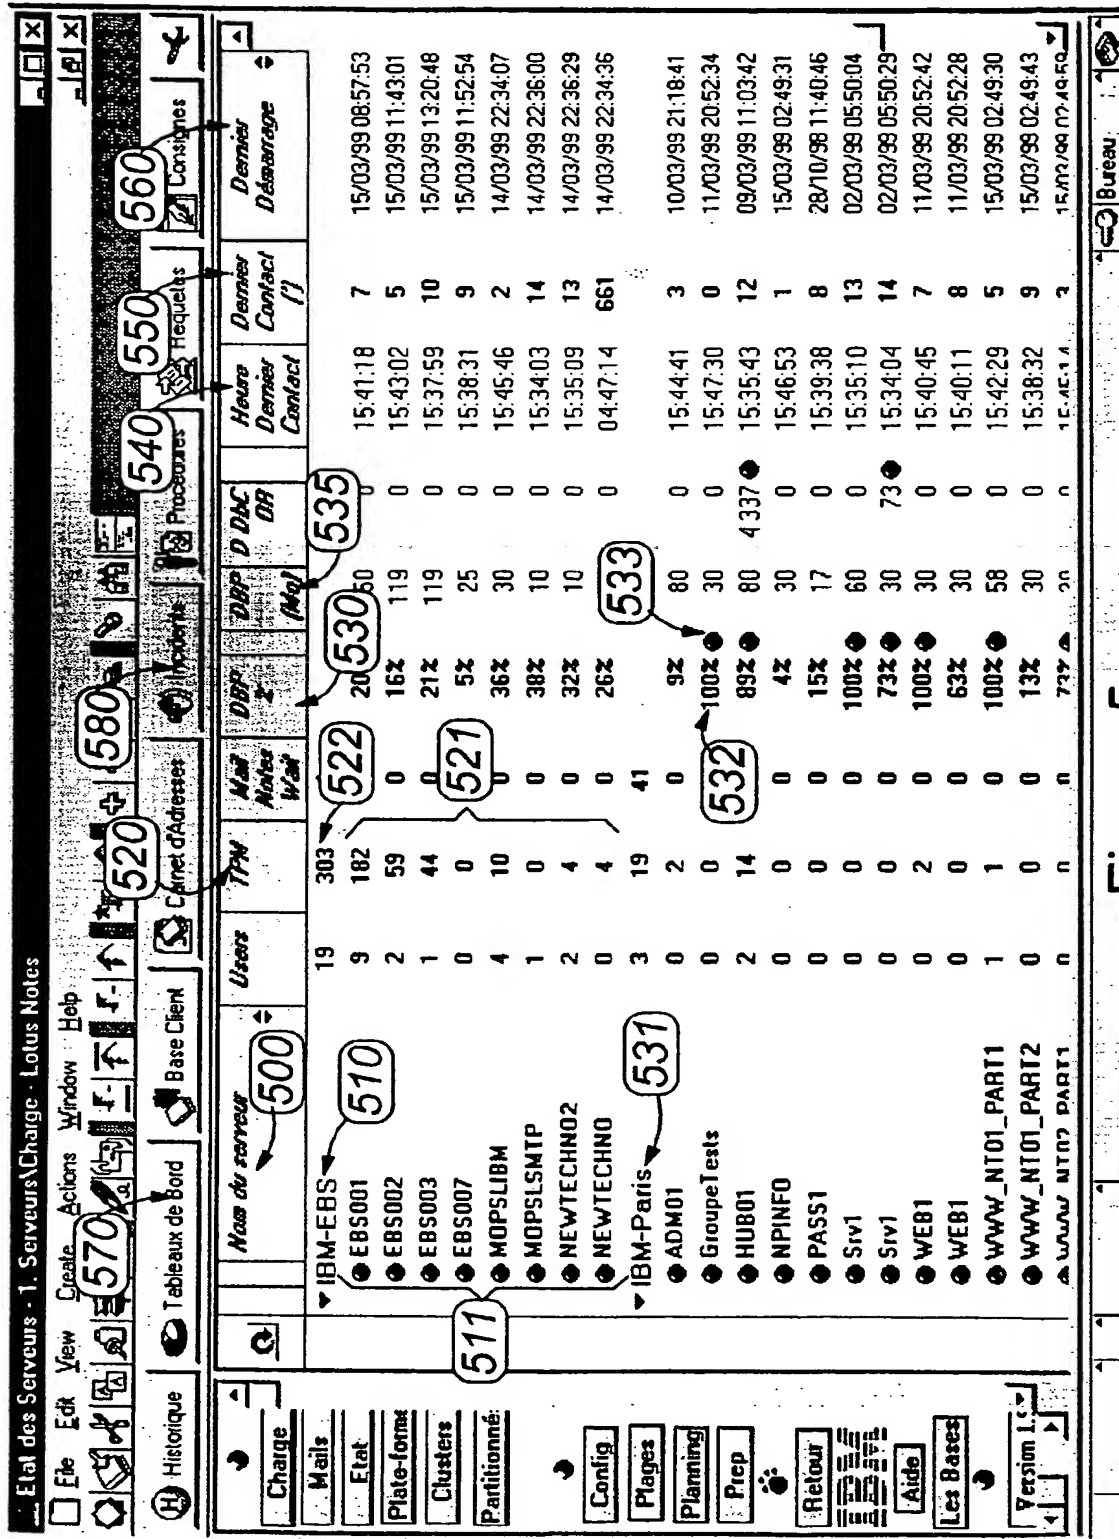 Etat des Serveurs - 1. Serveurs\Charge - Lotus Notes
File Edit View Create Actions Window Help
570 520 580 540 550 560
Historique Tableaux de Bord Base Client Carnet d'Adresses Incidents Procédures Requetes Consignes
Nom du serveur Users TPM Mail Notes Wait DBP % DBP (Mo) D DbC OR Heure Dernier Contact Dernier Contact (') Dernier Démarrage
500 522 530 535
IBM-EBS 19 303
510
EBS001 9 182 0 15:41:18 7 15/03/99 08:57:53
EBS002 2 59 0 16% 119 0 15:43:02 5 15/03/99 11:43:01
EBS003 1 44 0 21% 119 0 15:37:59 10 15/03/99 13:20:48
EBS007 0 0 5% 25 0 15:38:31 9 15/03/99 11:52:54
MOPSLIBM 4 10 0 36% 30 0 15:45:46 2 14/03/99 22:34:07
MOPSLSMTP 1 0 0 38% 10 0 15:34:03 14 14/03/99 22:36:00
NEWTECHNO2 2 4 0 32% 10 0 15:35:09 13 14/03/99 22:36:29
NEWTECHNO 0 4 0 26% 0 04:47:14 661 14/03/99 22:34:36
511 521 533
IBM-Paris 3 19 41
531
ADM01 0 2 0 9% 80 0 15:44:41 3 10/03/99 21:18:41
GroupeTests 0 0 100% 30 0 15:47:30 0 11/03/99 20:52:34
HUB01 2 14 89% 80 4 337 15:35:43 12 09/03/99 11:03:42
532
NPINFO 0 0 0 4% 30 0 15:46:53 1 15/03/99 02:49:31
PASS1 0 0 0 15% 17 0 15:39:38 8 28/10/98 11:40:46
Srv1 0 0 0 100% 60 0 15:35:10 13 02/03/99 05:50:04
Srv1 0 0 0 73% 30 73 15:34:04 14 02/03/99 05:50:29
WEB1 0 2 0 100% 30 0 15:40:45 7 11/03/99 20:52:42
WEB1 0 0 0 63% 30 0 15:40:11 8 11/03/99 20:52:28
WWW_NT01_PART1 1 1 0 100% 58 0 15:42:29 5 15/03/99 02:49:30
WWW_NT01_PART2 0 0 0 13% 30 0 15:38:32 9 15/03/99 02:49:43
Charge
Mails
Etat
Plate-forme
Clusters
Partitionné:
Config
Plages
Planning
Prep
Retour
IBM
Aide
Les Bases
Version 1.
Bureau